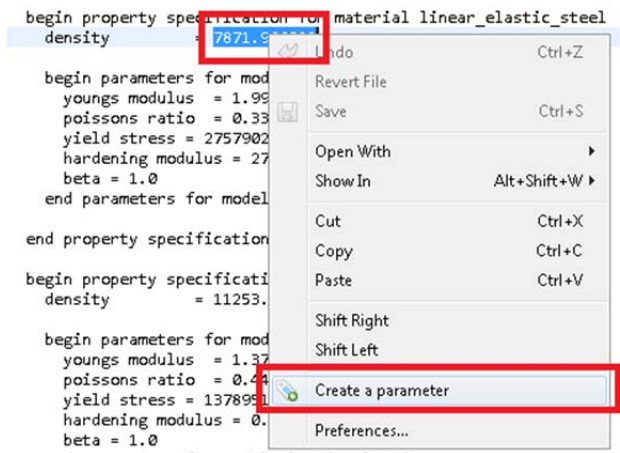 begin property specification for material linear_elastic_steel
density = 7871.9
Undo Ctrl+Z
begin parameters for mod
Revert File
youngs modulus = 1.99
poissons ratio = 0.33
Save Ctrl+S
yield stress = 2757902
hardening modulus = 27
Open With
beta = 1.0
Show In Alt+Shift+W
end parameters for model
Cut Ctrl+X
end property specification
Copy Ctrl+C
begin property specificati
Paste Ctrl+V
density = 11253.
Shift Right
begin parameters for mod
Shift Left
youngs modulus = 1.37
poissons ratio = 0.44
Create a parameter
yield stress = 1378951
hardening modulus = 0.
Preferences...
beta = 1.0